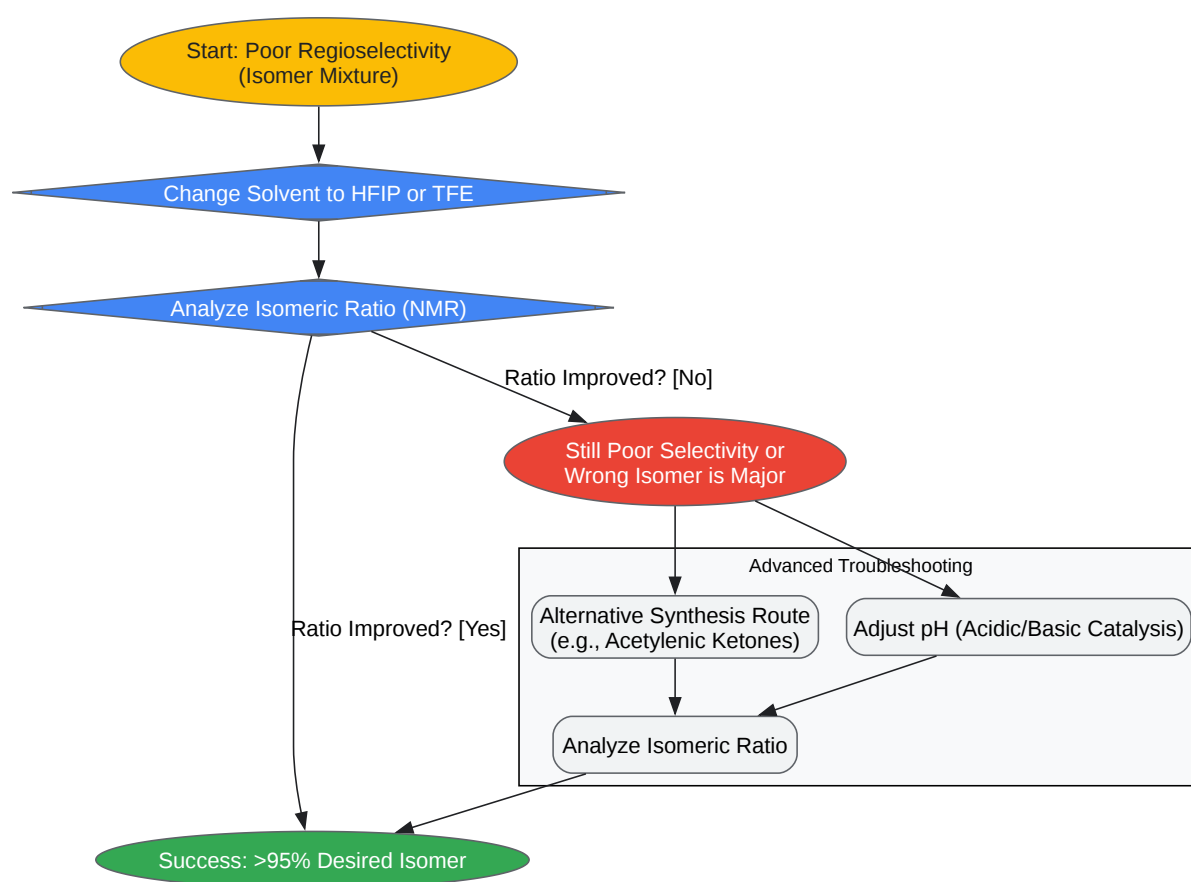 Start: Poor Regioselectivity
(Isomer Mixture)
Change Solvent to HFIP or TFE
Analyze Isomeric Ratio (NMR)
Ratio Improved? [No]
Still Poor Selectivity or
Wrong Isomer is Major
Advanced Troubleshooting
Alternative Synthesis Route
(e.g., Acetylenic Ketones)
Adjust pH (Acidic/Basic Catalysis)
Ratio Improved? [Yes]
Analyze Isomeric Ratio
Success: >95% Desired Isomer